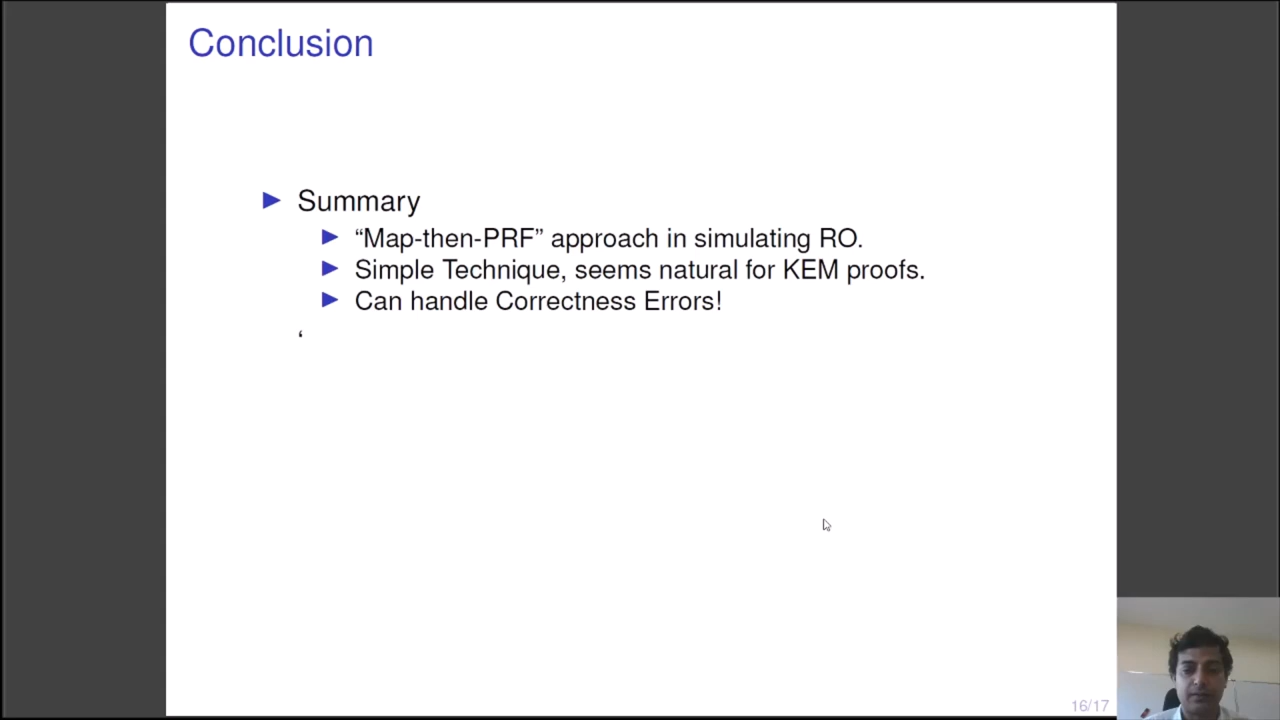 Conclusion
▶ Summary
▶ “Map-then-PRF” approach in simulating RO.
▶ Simple Technique, seems natural for KEM proofs.
▶ Can handle Correctness Errors!
‘
16/17